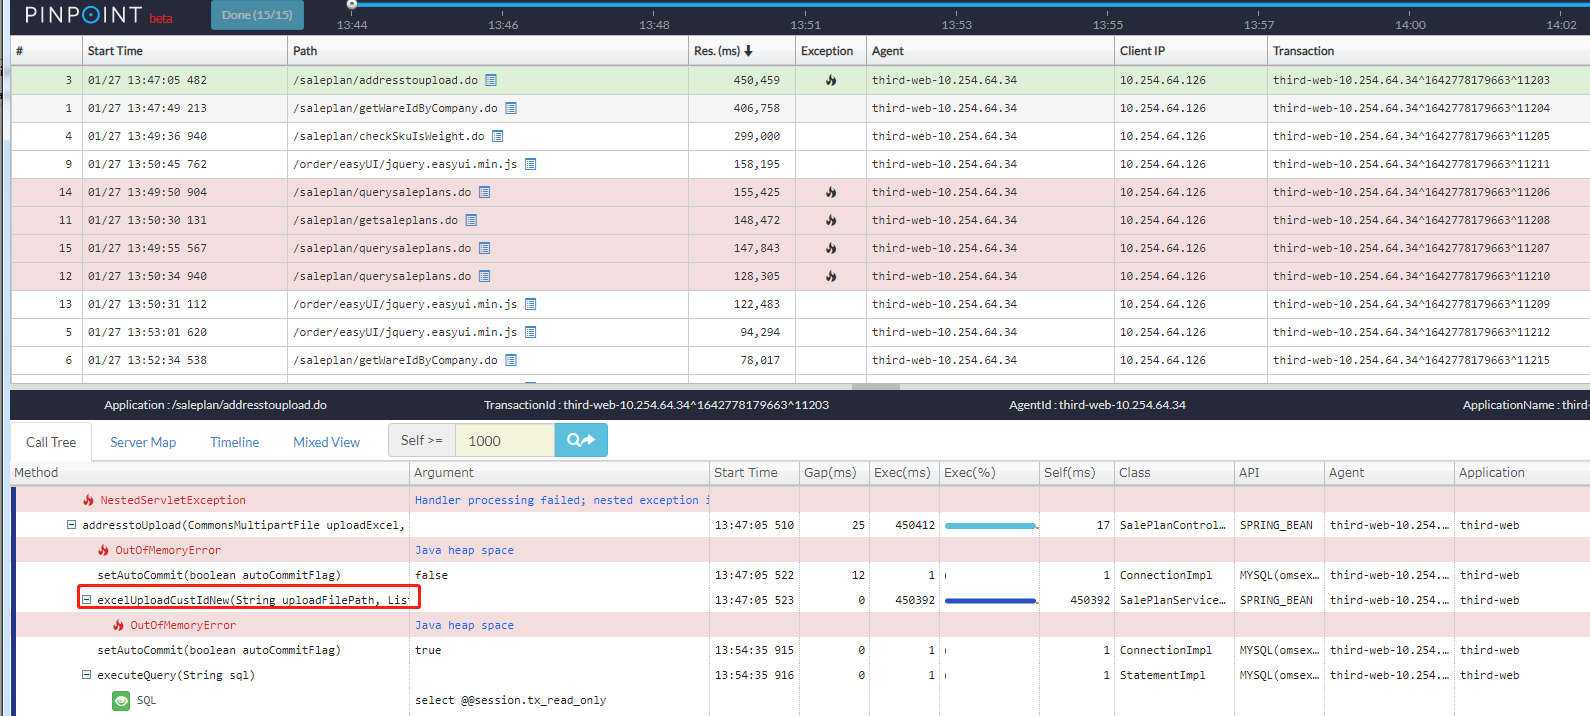 PINPOINT beta Done (15/15)
13:44 13:46 13:48 13:51 13:53 13:55 13:57 14:00 14:02
# Start Time Path Res. (ms) Exception Agent Client IP Transaction
3 01/27 13:47:05 482 /saleplan/addresstoupload.do 450,459 third-web-10.254.64.34 10.254.64.126 third-web-10.254.64.34^1642778179663^11203
1 01/27 13:47:49 213 /saleplan/getWareIdByCompany.do 406,758 third-web-10.254.64.34 10.254.64.126 third-web-10.254.64.34^1642778179663^11204
4 01/27 13:49:36 940 /saleplan/checkSkuIsWeight.do 299,000 third-web-10.254.64.34 10.254.64.126 third-web-10.254.64.34^1642778179663^11205
9 01/27 13:50:45 762 /order/easyUI/jquery.easyui.min.js 158,195 third-web-10.254.64.34 10.254.64.126 third-web-10.254.64.34^1642778179663^11211
14 01/27 13:49:50 904 /saleplan/querysaleplans.do 155,425 third-web-10.254.64.34 10.254.64.126 third-web-10.254.64.34^1642778179663^11206
11 01/27 13:50:30 131 /saleplan/getsaleplans.do 148,472 third-web-10.254.64.34 10.254.64.126 third-web-10.254.64.34^1642778179663^11208
15 01/27 13:49:55 567 /saleplan/querysaleplans.do 147,843 third-web-10.254.64.34 10.254.64.126 third-web-10.254.64.34^1642778179663^11207
12 01/27 13:50:34 940 /saleplan/querysaleplans.do 128,305 third-web-10.254.64.34 10.254.64.126 third-web-10.254.64.34^1642778179663^11210
13 01/27 13:50:31 112 /order/easyUI/jquery.easyui.min.js 122,483 third-web-10.254.64.34 10.254.64.126 third-web-10.254.64.34^1642778179663^11209
5 01/27 13:53:01 620 /order/easyUI/jquery.easyui.min.js 94,294 third-web-10.254.64.34 10.254.64.126 third-web-10.254.64.34^1642778179663^11212
6 01/27 13:52:34 538 /saleplan/getWareIdByCompany.do 78,017 third-web-10.254.64.34 10.254.64.126 third-web-10.254.64.34^1642778179663^11215
Application : /saleplan/addresstoupload.do TransactionId : third-web-10.254.64.34^1642778179663^11203 AgentId : third-web-10.254.64.34 ApplicationName : third-
Call Tree Server Map Timeline Mixed View Self >= 1000
Method Argument Start Time Gap(ms) Exec(ms) Exec(%) Self(ms) Class API Agent Application
NestedServletException Handler processing failed; nested exception i
addresstoUpload(CommonsMultipartFile uploadExcel, 13:47:05 510 25 450412 17 SalePlanControl... SPRING_BEAN third-web-10.254.... third-web
OutOfMemoryError Java heap space
setAutoCommit(boolean autoCommitFlag) false 13:47:05 522 12 1 1 ConnectionImpl MYSQL(omsex... third-web-10.254.... third-web
excelUploadCustIdNew(String uploadFilePath, List 13:47:05 523 0 450392 450392 SalePlanService... SPRING_BEAN third-web-10.254.... third-web
OutOfMemoryError Java heap space
setAutoCommit(boolean autoCommitFlag) true 13:54:35 915 0 1 1 ConnectionImpl MYSQL(omsex... third-web-10.254.... third-web
executeQuery(String sql) 13:54:35 916 0 1 1 StatementImpl MYSQL(omsex... third-web-10.254.... third-web
SQL select @@session.tx_read_only